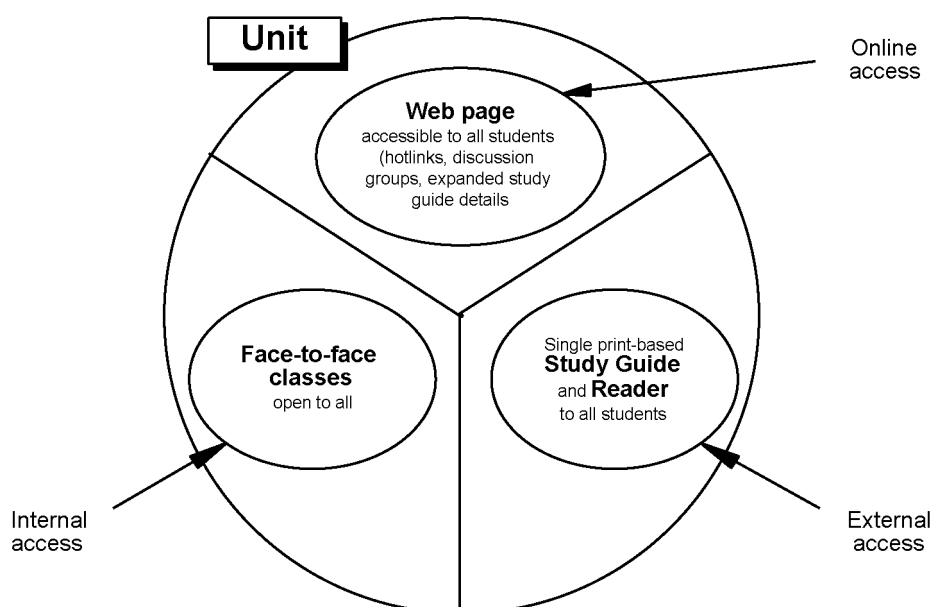 Unit
Online
access
Web page
accessible to all students
(hotlinks, discussion
groups, expanded study
guide details
Face-to-face
classes
open to all
Single print-based
Study Guide
and Reader
to all students
Internal
access
External
access